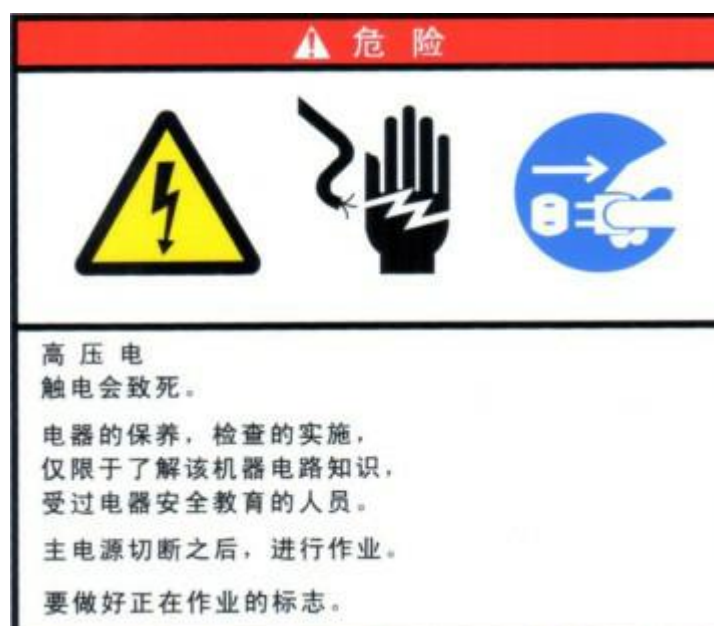 危险
高压电
触电会致死。
电器的保养，检查的实施，
仅限于了解该机器电路知识，
受过电器安全教育的人员。
主电源切断之后，进行作业。
要做好正在作业的标志。